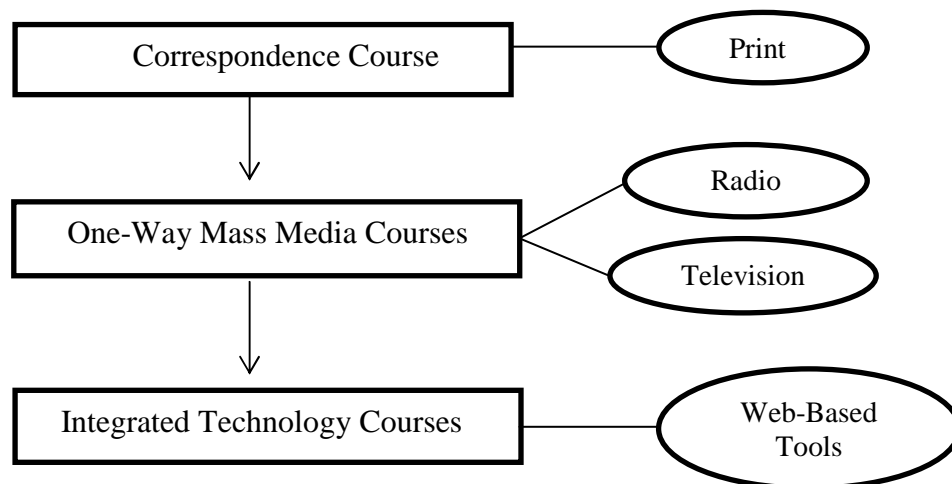 Correspondence Course
Print
Radio
One-Way Mass Media Courses
Television
Integrated Technology Courses
Web-Based
Tools